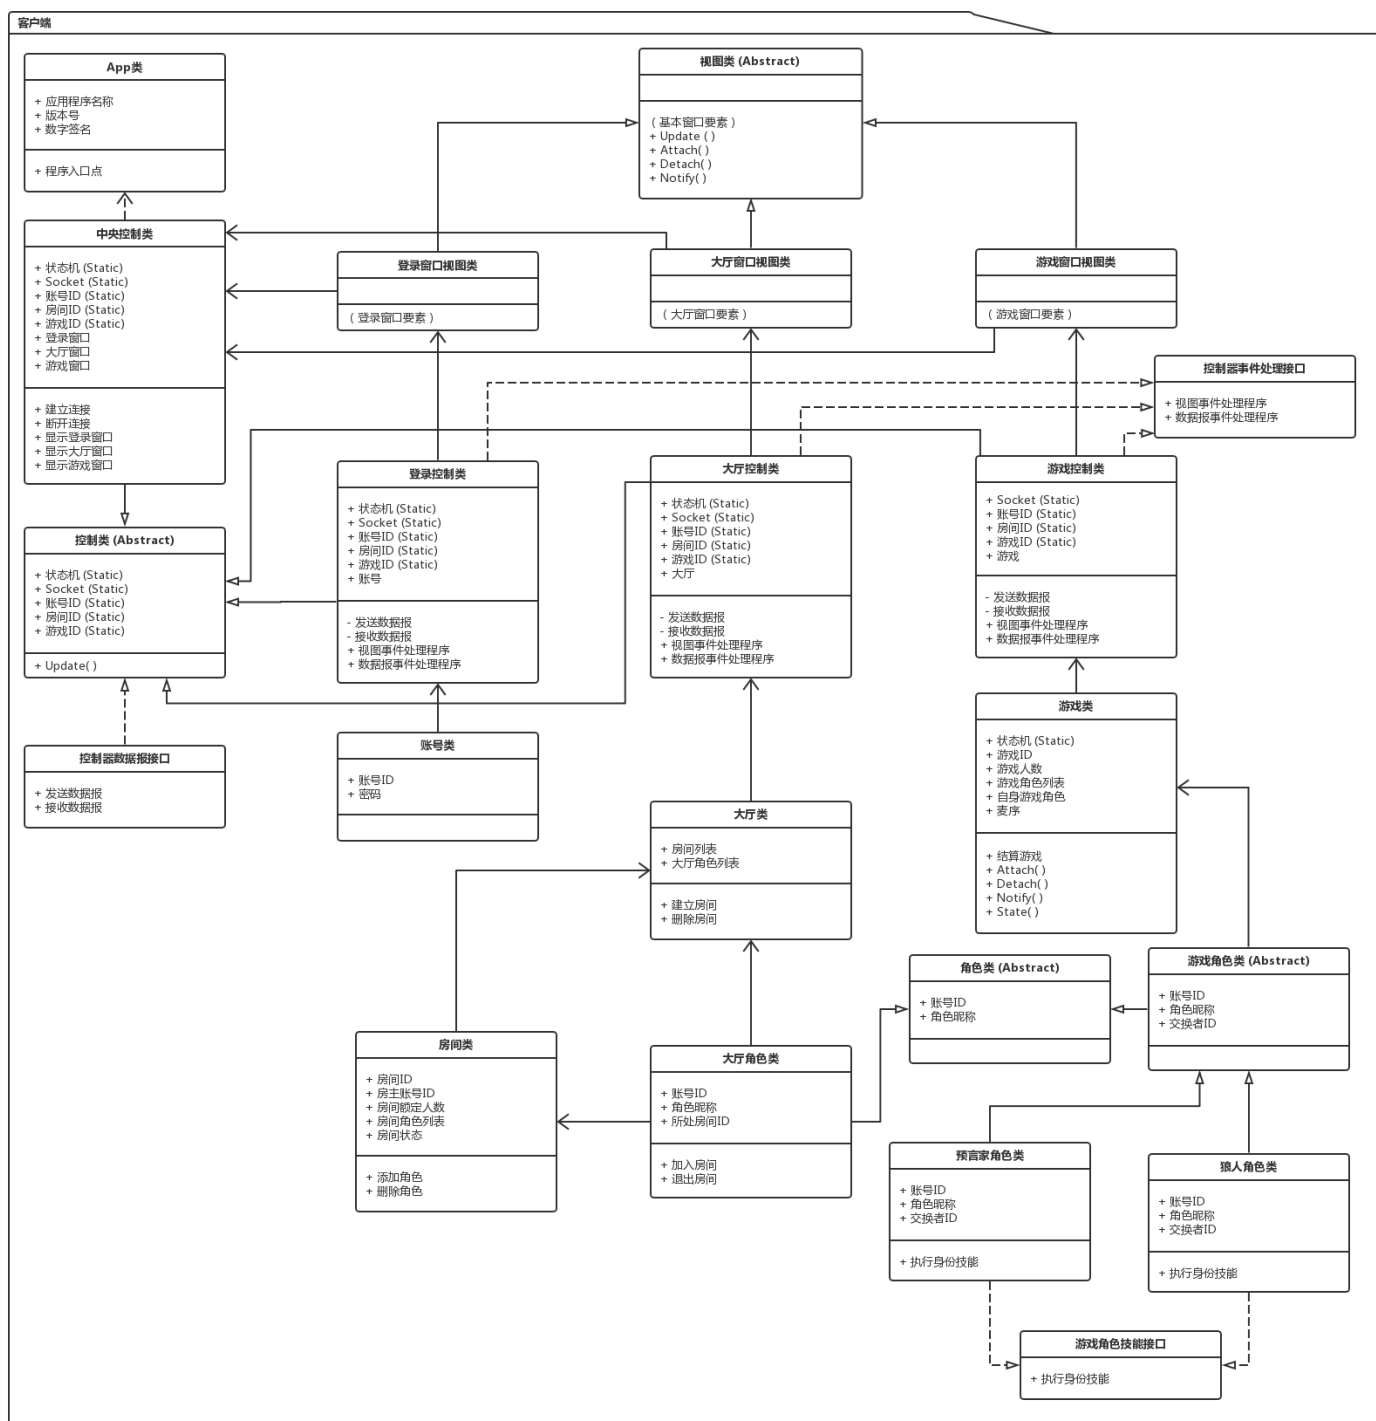 客户端
App类
+ 应用程序名称
+ 版本号
+ 数字签名
+ 程序入口点
视图类 (Abstract)
( 基本窗口要素 )
+ Update ( )
+ Attach( )
+ Detach( )
+ Notify( )
中央控制类
+ 状态机 (Static)
+ Socket (Static)
+ 账号ID (Static)
+ 房间ID (Static)
+ 游戏ID (Static)
+ 登录窗口
+ 大厅窗口
+ 游戏窗口
+ 建立连接
+ 断开连接
+ 显示登录窗口
+ 显示大厅窗口
+ 显示游戏窗口
登录窗口视图类
( 登录窗口要素 )
大厅窗口视图类
( 大厅窗口要素 )
游戏窗口视图类
( 游戏窗口要素 )
控制器事件处理接口
+ 视图事件处理程序
+ 数据报事件处理程序
控制类 (Abstract)
+ 状态机 (Static)
+ Socket (Static)
+ 账号ID (Static)
+ 房间ID (Static)
+ 游戏ID (Static)
+ Update( )
登录控制类
+ 状态机 (Static)
+ Socket (Static)
+ 账号ID (Static)
+ 房间ID (Static)
+ 游戏ID (Static)
+ 账号
- 发送数据报
- 接收数据报
+ 视图事件处理程序
+ 数据报事件处理程序
大厅控制类
+ 状态机 (Static)
+ Socket (Static)
+ 账号ID (Static)
+ 房间ID (Static)
+ 游戏ID (Static)
+ 大厅
- 发送数据报
- 接收数据报
+ 视图事件处理程序
+ 数据报事件处理程序
游戏控制类
+ Socket (Static)
+ 账号ID (Static)
+ 房间ID (Static)
+ 游戏ID (Static)
+ 游戏
- 发送数据报
- 接收数据报
+ 视图事件处理程序
+ 数据报事件处理程序
控制器数据报接口
+ 发送数据报
+ 接收数据报
账号类
+ 账号ID
+ 密码
游戏类
+ 状态机 (Static)
+ 游戏ID
+ 游戏人数
+ 游戏角色列表
+ 自身游戏角色
+ 麦序
+ 结算游戏
+ Attach( )
+ Detach( )
+ Notify( )
+ State( )
大厅类
+ 房间列表
+ 大厅角色列表
+ 建立房间
+ 删除房间
角色类 (Abstract)
+ 账号ID
+ 角色昵称
游戏角色类 (Abstract)
+ 账号ID
+ 角色昵称
+ 交换者ID
房间类
+ 房间ID
+ 房主账号ID
+ 房间额定人数
+ 房间角色列表
+ 房间状态
+ 添加角色
+ 删除角色
大厅角色类
+ 账号ID
+ 角色昵称
+ 所处房间ID
+ 加入房间
+ 退出房间
预言家角色类
+ 账号ID
+ 角色昵称
+ 交换者ID
+ 执行身份技能
狼人角色类
+ 账号ID
+ 角色昵称
+ 交换者ID
+ 执行身份技能
游戏角色技能接口
+ 执行身份技能